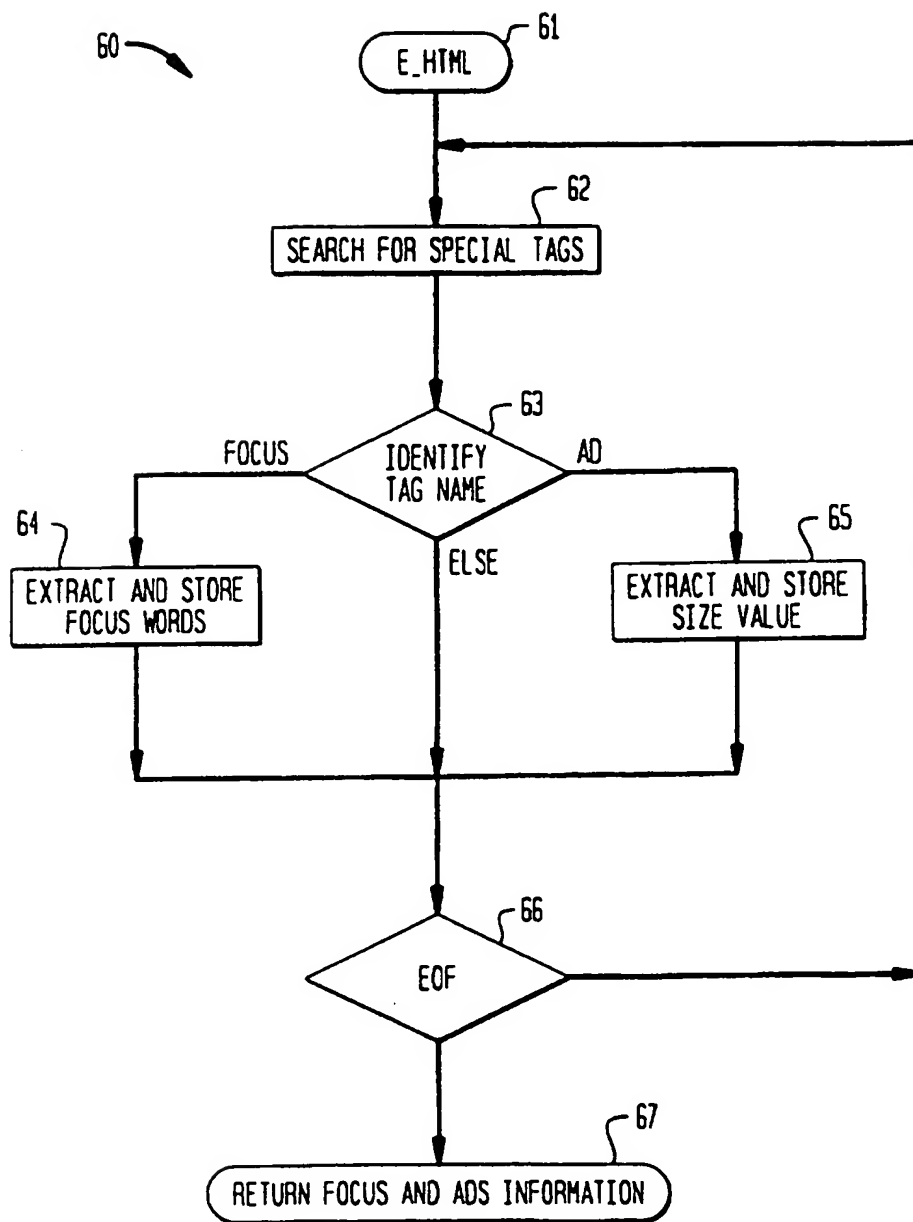 60
61
E_HTML
62
SEARCH FOR SPECIAL TAGS
63
FOCUS
IDENTIFY
TAG NAME
AD
ELSE
64
EXTRACT AND STORE
FOCUS WORDS
65
EXTRACT AND STORE
SIZE VALUE
66
EOF
67
RETURN FOCUS AND ADS INFORMATION